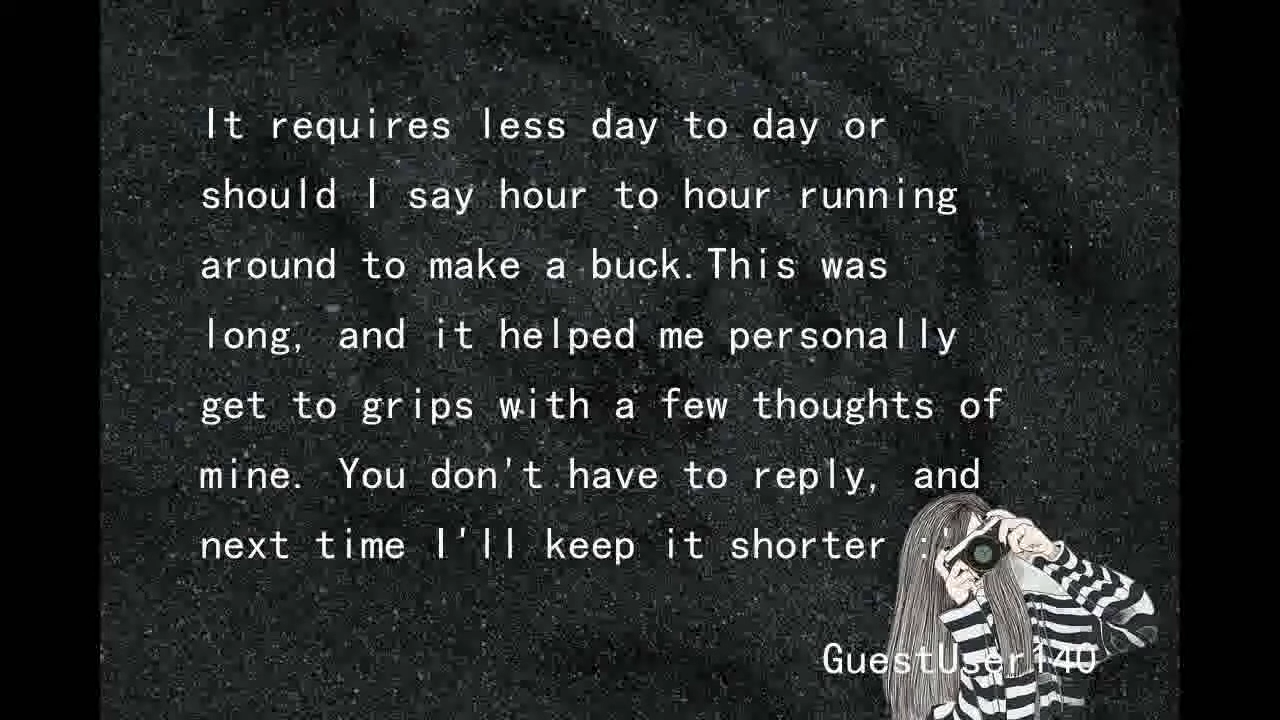 It requires less day to day or
should I say hour to hour running
around to make a buck. This was
long, and it helped me personally
get to grips with a few thoughts of
mine. You don't have to reply, and
next time I'll keep it shorter :'
GuestUser140